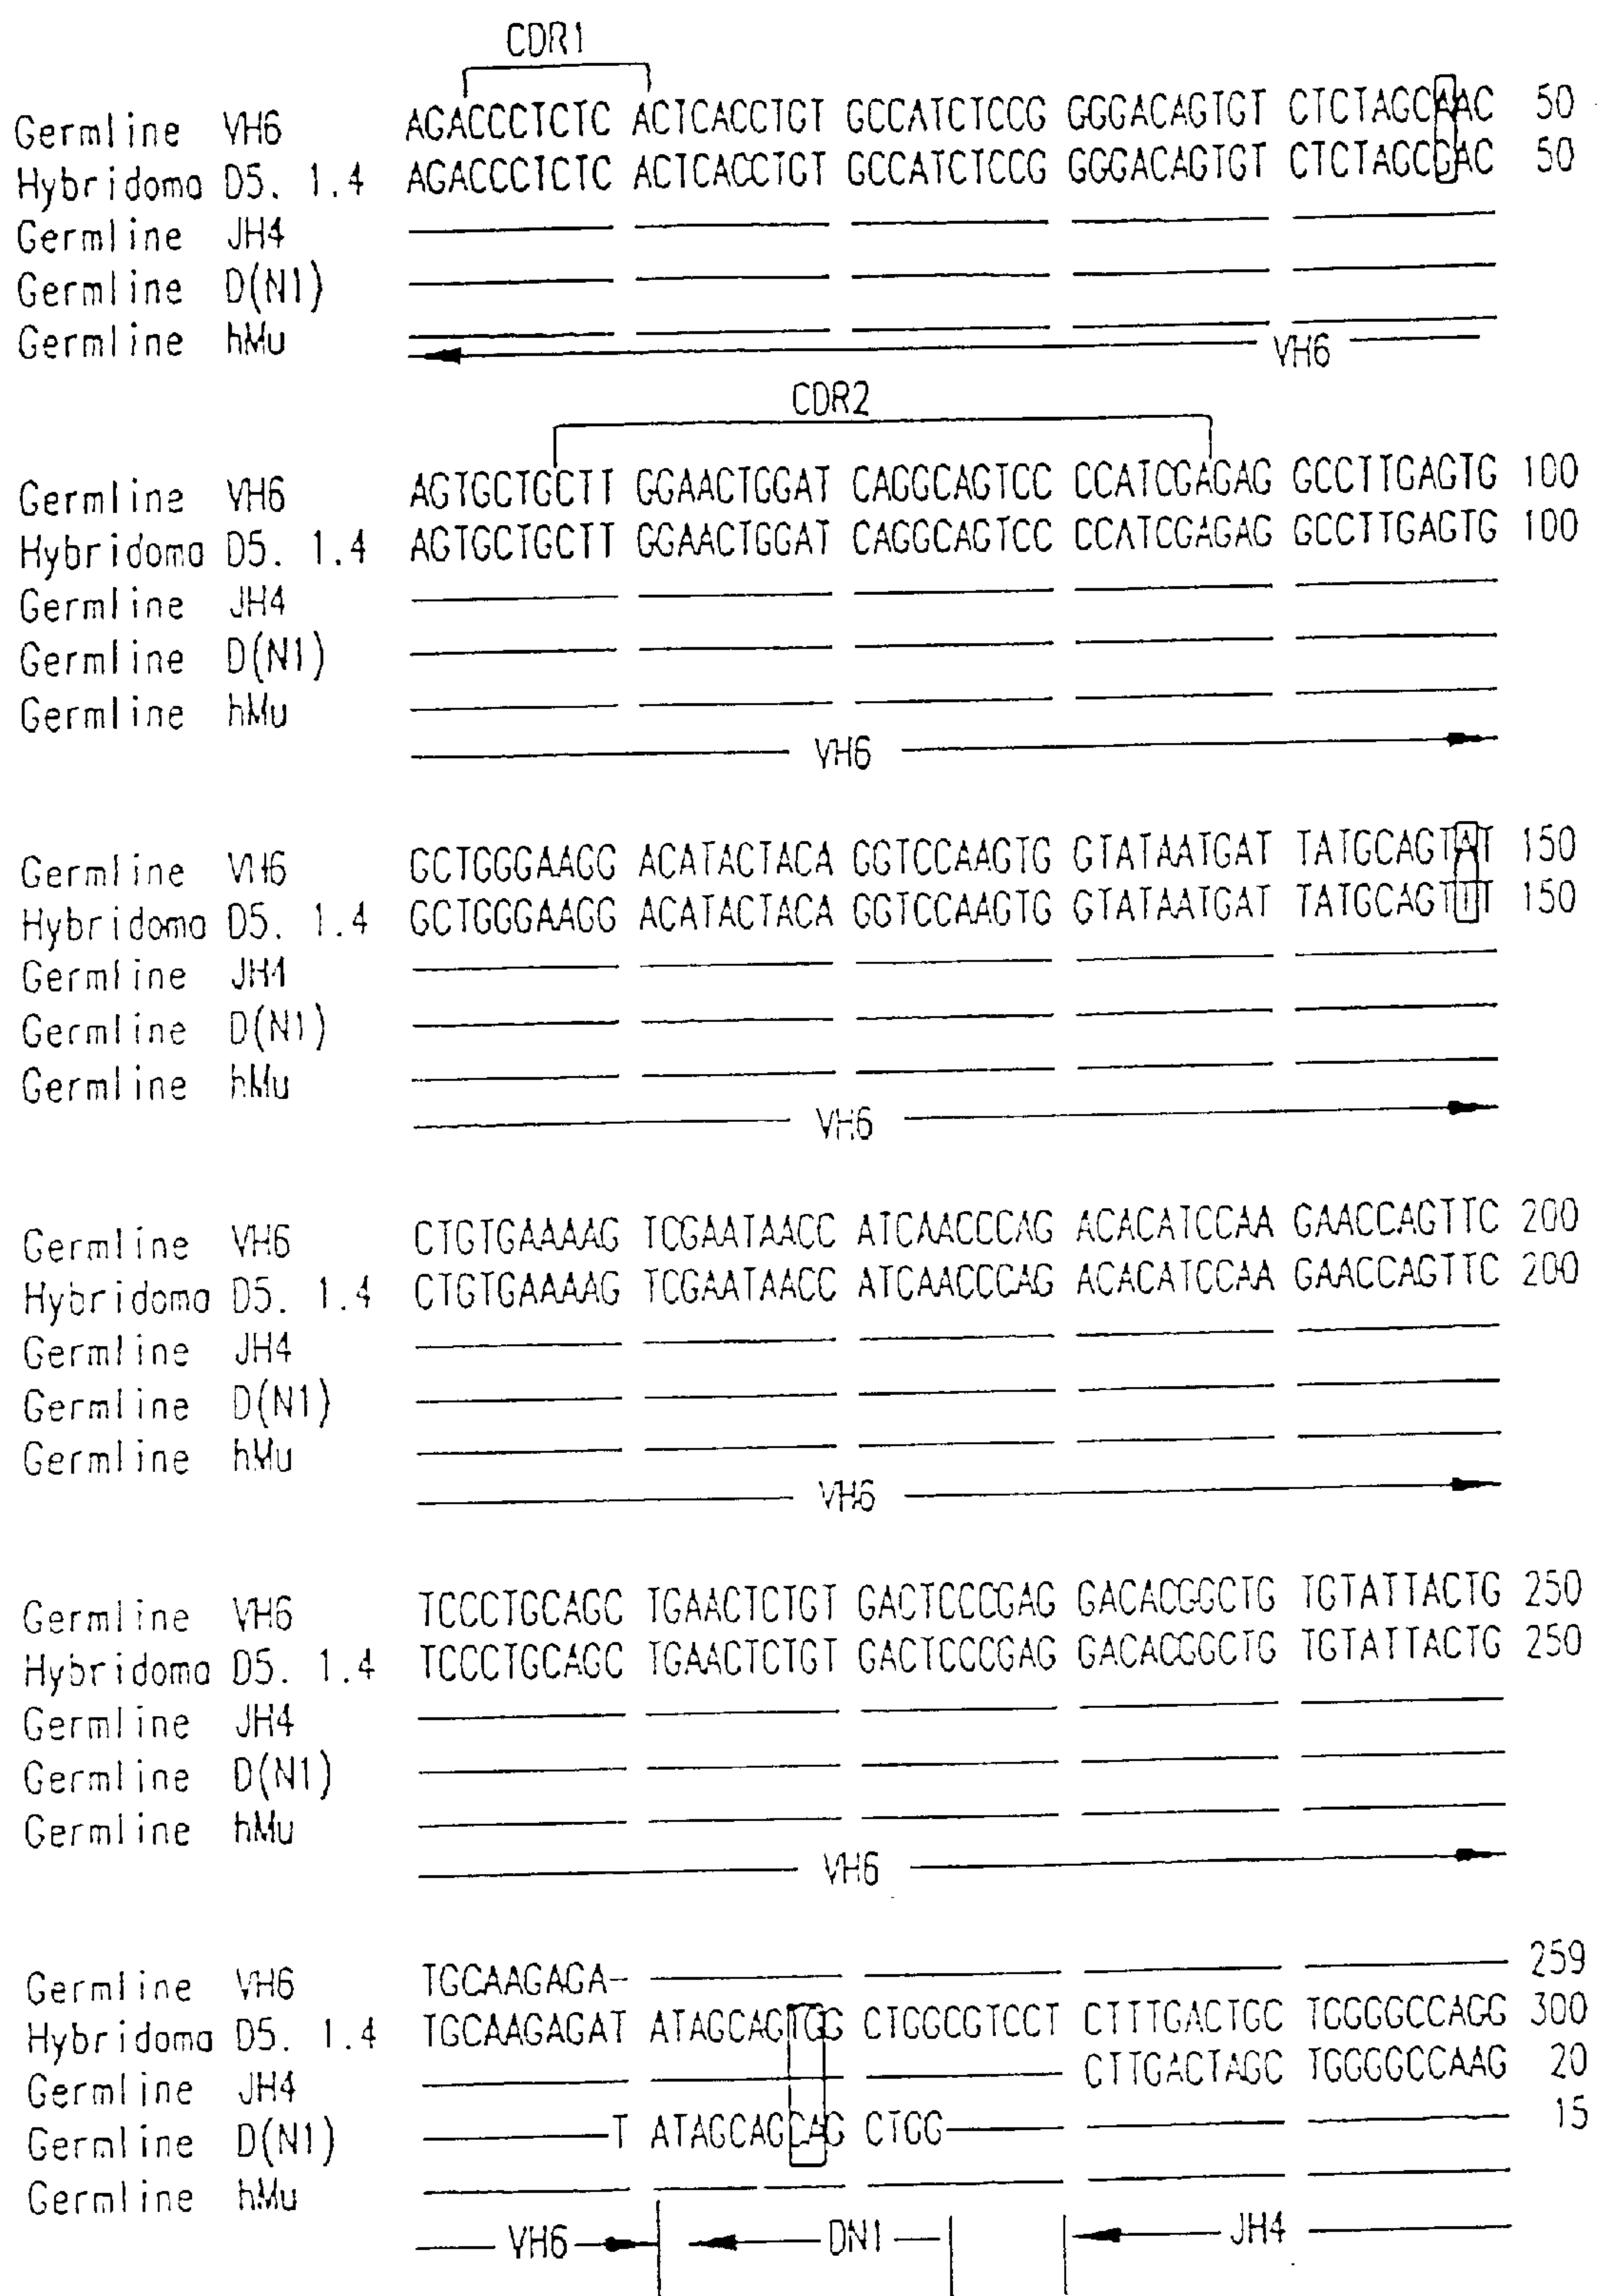 CDR1
Germline VH6 AGACCCTCTC ACTCACCTGT GCCATCTCCG GGGACAGTGT CTCTAGCAAC 50
Hybridoma D5. 1.4 AGACCCTCTC ACTCACCTGT GCCATCTCCG GGGACAGTGT CTCTAGCGAC 50
Germline JH4
Germline D(N1)
Germline hMu
VH6
CDR2
Germline VH6 AGTGCTGCTT GGAACTGGAT CAGGCAGTCC CCATCGAGAG GCCTTGAGTG 100
Hybridoma D5. 1.4 AGTGCTGCTT GGAACTGGAT CAGGCAGTCC CCATCGAGAG GCCTTGAGTG 100
Germline JH4
Germline D(N1)
Germline hMu
VH6
Germline VH6 GCTGGGAAGG ACATACTACA GGTCCAAGTG GTATAATGAT TATGCAGTAT 150
Hybridoma D5. 1.4 GCTGGGAAGG ACATACTACA GGTCCAAGTG GTATAATGAT TATGCAGTTT 150
Germline JH4
Germline D(N1)
Germline hMu
VH6
Germline VH6 CTGTGAAAAG TCGAATAACC ATCAACCCAG ACACATCCAA GAACCAGTTC 200
Hybridoma D5. 1.4 CTGTGAAAAG TCGAATAACC ATCAACCCAG ACACATCCAA GAACCAGTTC 200
Germline JH4
Germline D(N1)
Germline hMu
VH6
Germline VH6 TCCCTGCAGC TGAACTCTGT GACTCCCGAG GACACGGCTG TGTATTACTG 250
Hybridoma D5. 1.4 TCCCTGCAGC TGAACTCTGT GACTCCCGAG GACACGGCTG TGTATTACTG 250
Germline JH4
Germline D(N1)
Germline hMu
VH6
Germline VH6 TGCAAGAGA- 259
Hybridoma D5. 1.4 TGCAAGAGAT ATAGCAGTGG CTGGCGTCCT CTTTGACTGC TCGGGCCAGG 300
Germline JH4 CTTGACTAGC TGGGGCCAAG 20
Germline D(N1) T ATAGCAGCAG CTGG 15
Germline hMu
VH6 DN1 JH4